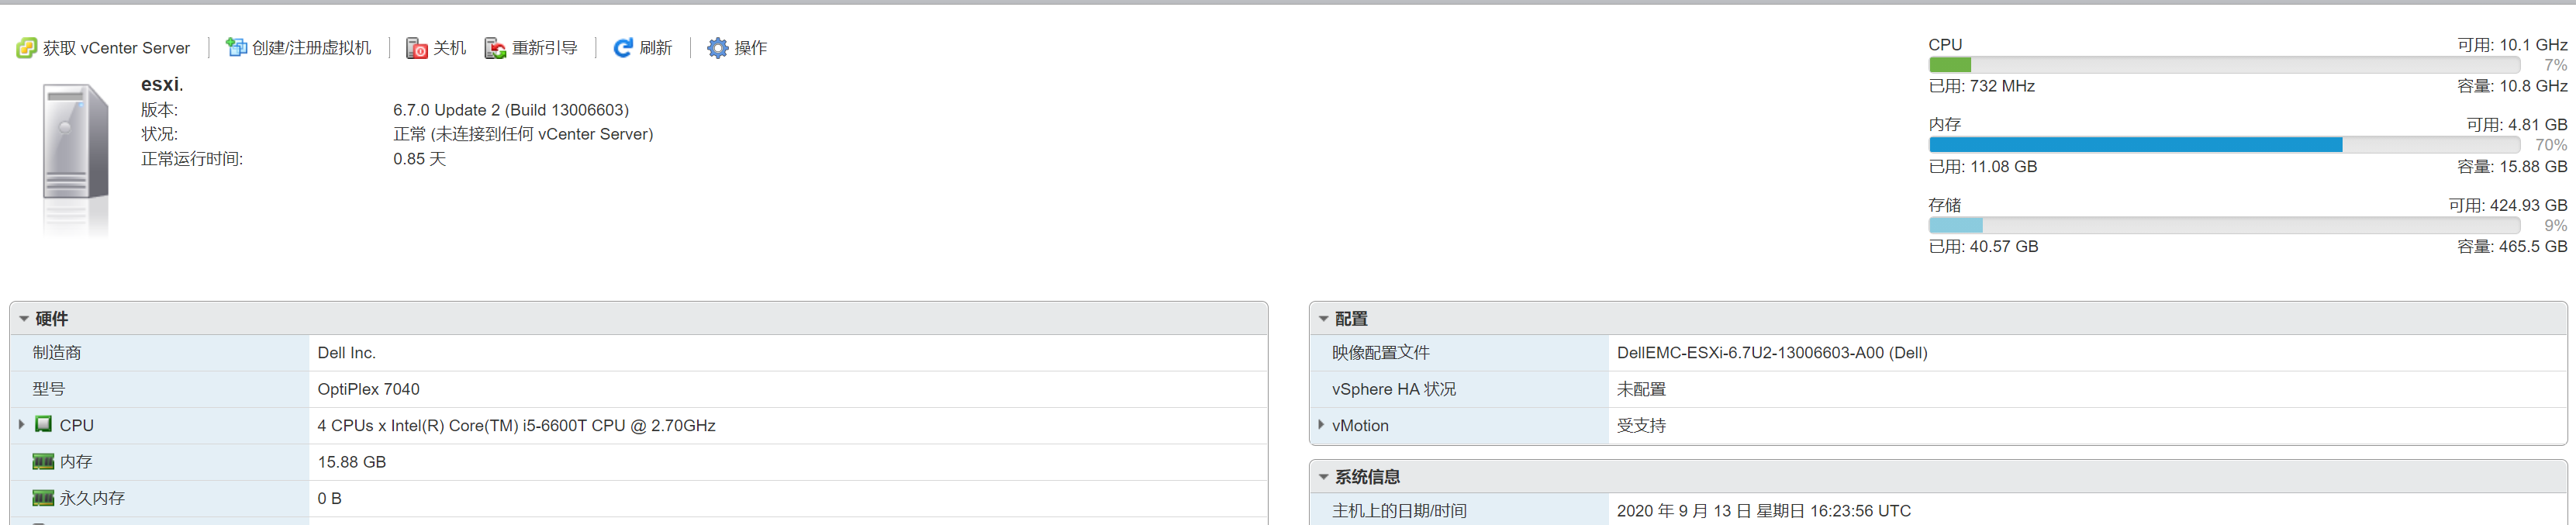 获取 vCenter Server 创建/注册虚拟机 关机 重新引导 刷新 操作
esxi.
版本: 6.7.0 Update 2 (Build 13006603)
状况: 正常 (未连接到任何 vCenter Server)
正常运行时间: 0.85 天
CPU 可用: 10.1 GHz
7%
已用: 732 MHz 容量: 10.8 GHz
内存 可用: 4.81 GB
70%
已用: 11.08 GB 容量: 15.88 GB
存储 可用: 424.93 GB
9%
已用: 40.57 GB 容量: 465.5 GB
硬件
制造商 Dell Inc.
型号 OptiPlex 7040
CPU 4 CPUs x Intel(R) Core(TM) i5-6600T CPU @ 2.70GHz
内存 15.88 GB
永久内存 0 B
配置
映像配置文件 DellEMC-ESXi-6.7U2-13006603-A00 (Dell)
vSphere HA 状况 未配置
vMotion 受支持
系统信息
主机上的日期/时间 2020 年 9 月 13 日 星期日 16:23:56 UTC